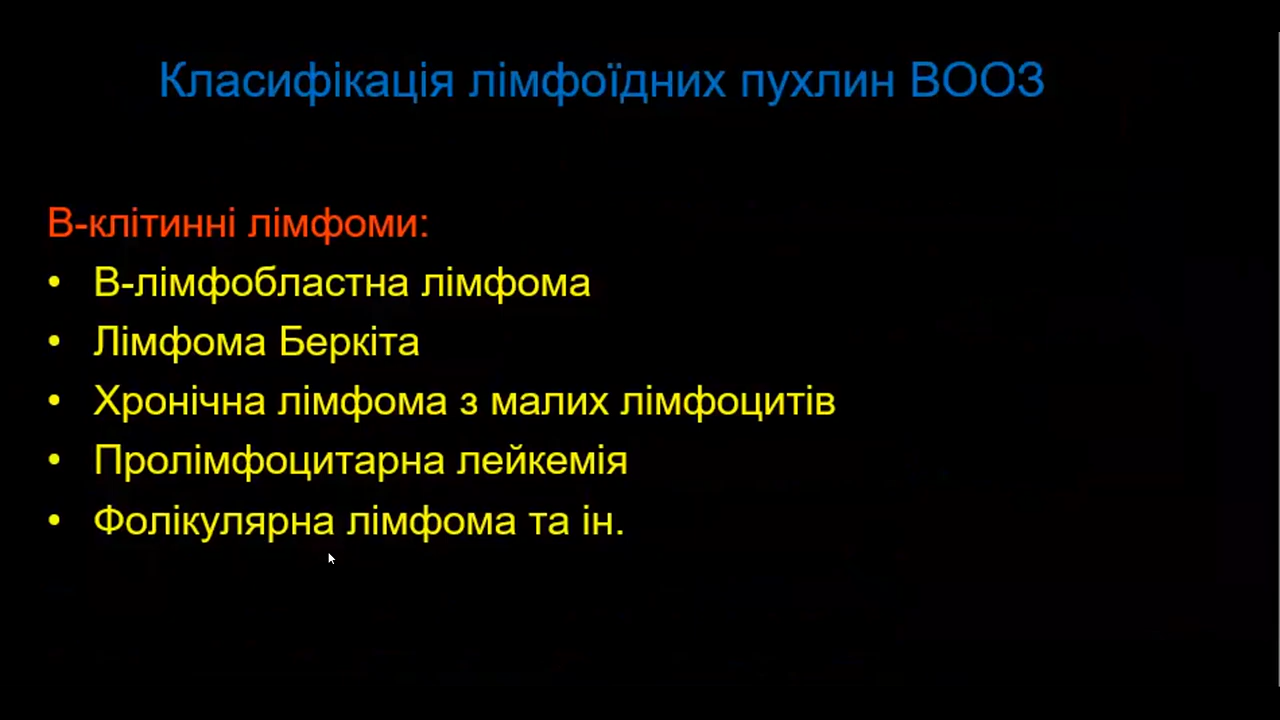 Класифікація лімфоїдних пухлин ВООЗ
В-клітинні лімфоми:
• В-лімфобластна лімфома
• Лімфома Беркіта
• Хронічна лімфома з малих лімфоцитів
• Пролімфоцитарна лейкемія
• Фолікулярна лімфома та ін.